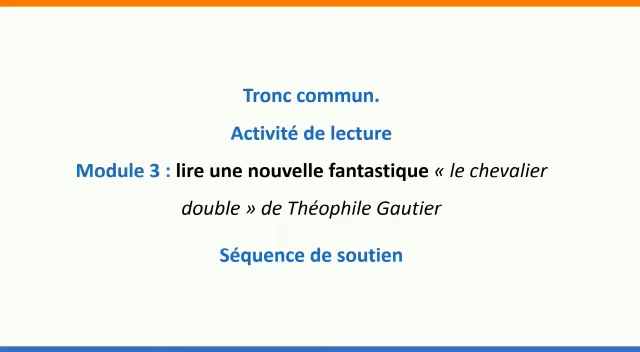 Tronc commun.
Activité de lecture
Module 3 : lire une nouvelle fantastique « le chevalier
double » de Théophile Gautier
Séquence de soutien